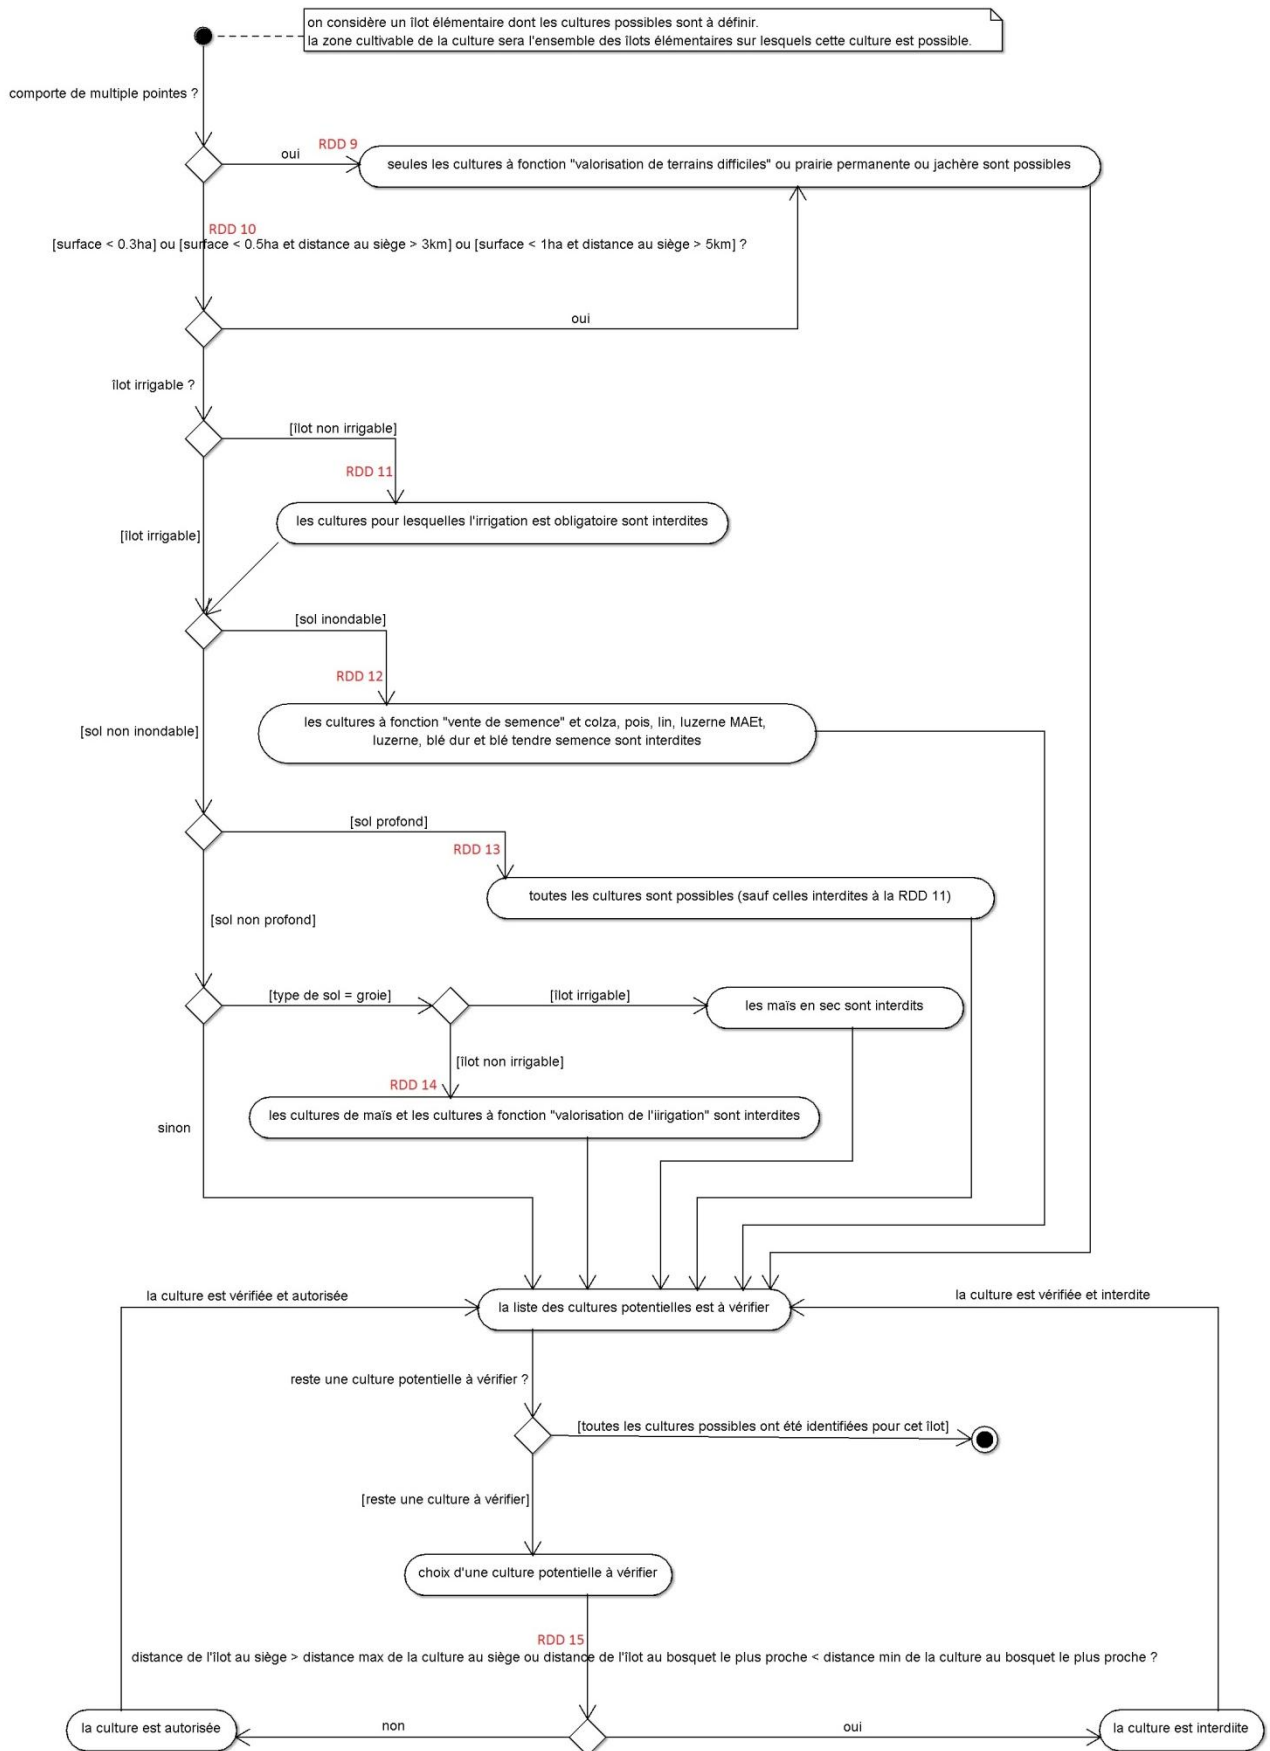 on considère un îlot élémentaire dont les cultures possibles sont à définir.
la zone cultivable de la culture sera l'ensemble des îlots élémentaires sur lesquels cette culture est possible.
comporte de multiple pointes ?
oui
RDD 9
seules les cultures à fonction "valorisation de terrains difficiles" ou prairie permanente ou jachère sont possibles
RDD 10
[surface < 0.3ha] ou [surface < 0.5ha et distance au siège > 3km] ou [surface < 1ha et distance au siège > 5km] ?
oui
îlot irrigable ?
[îlot non irrigable]
RDD 11
les cultures pour lesquelles l'irrigation est obligatoire sont interdites
[îlot irrigable]
[sol inondable]
RDD 12
les cultures à fonction "vente de semence" et colza, pois, lin, luzerne MAEt,
luzerne, blé dur et blé tendre semence sont interdites
[sol non inondable]
[sol profond]
RDD 13
toutes les cultures sont possibles (sauf celles interdites à la RDD 11)
[sol non profond]
[type de sol = groie]
[îlot irrigable]
les maïs en sec sont interdits
[îlot non irrigable]
RDD 14
les cultures de maïs et les cultures à fonction "valorisation de l'iirigation" sont interdites
sinon
la culture est vérifiée et autorisée
la liste des cultures potentielles est à vérifier
la culture est vérifiée et interdite
reste une culture potentielle à vérifier ?
[toutes les cultures possibles ont été identifiées pour cet îlot]
[reste une culture à vérifier]
choix d'une culture potentielle à vérifier
RDD 15
distance de l'îlot au siège > distance max de la culture au siège ou distance de l'îlot au bosquet le plus proche < distance min de la culture au bosquet le plus proche ?
la culture est autorisée
non
oui
la culture est interdiite